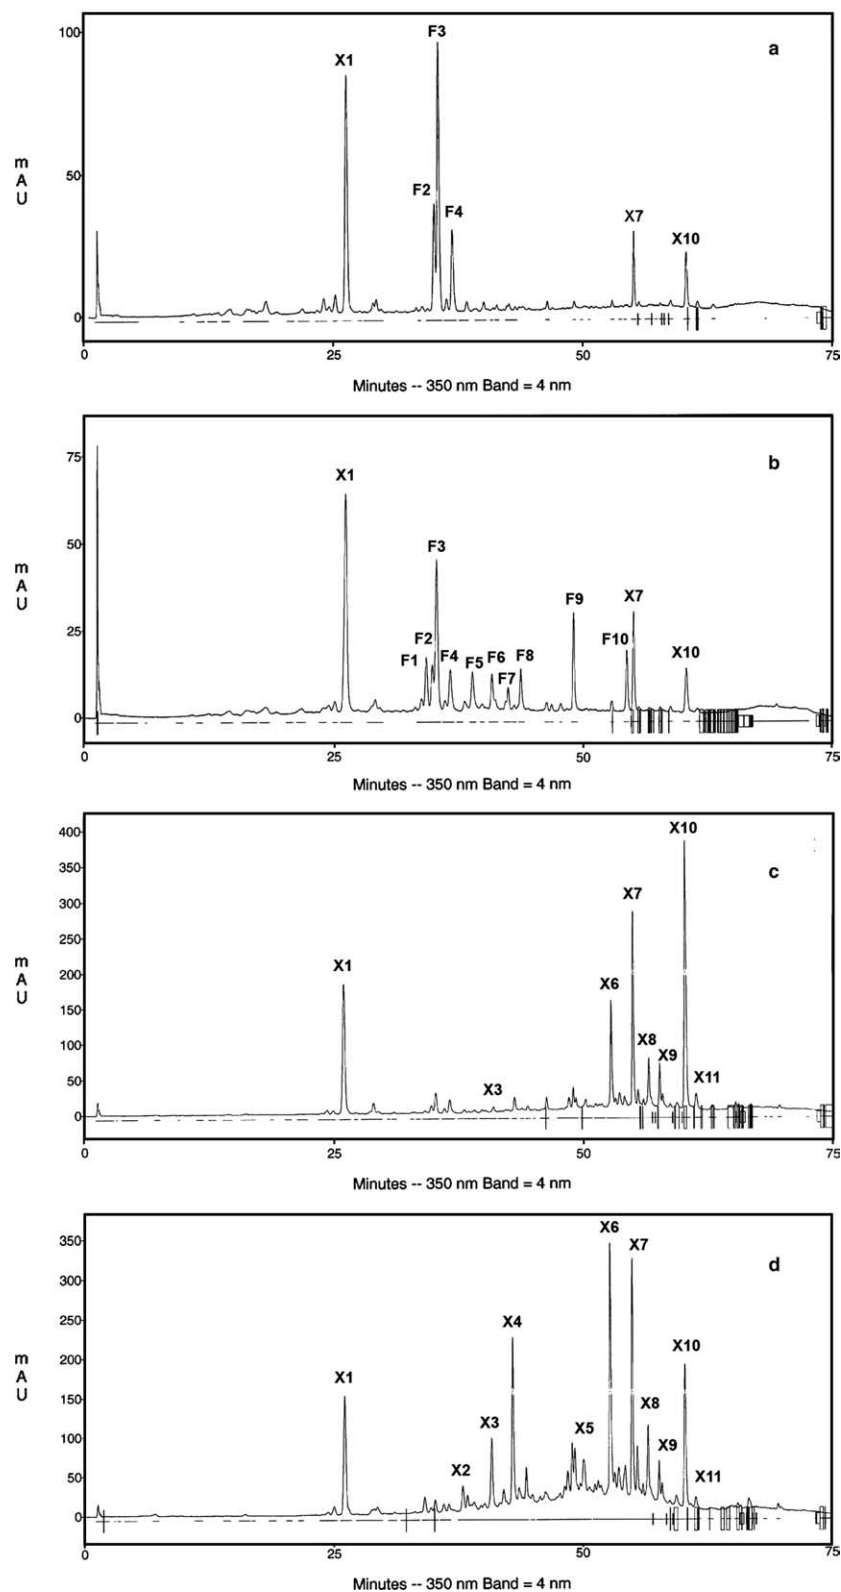 a
F3
100
X1
F2
F4
m
A
U
50
X7
X10
0
0 25 50 75
Minutes -- 350 nm Band = 4 nm
b
75
X1
F3
50
m
A
U
F9
X7
F2
F1
F4
F5
F6
F7
F8
F10
X10
25
0
0 25 50 75
Minutes -- 350 nm Band = 4 nm
X10
c
400
350
X7
300
250
m
A
U
X1
200
X6
150
X8
X9
100
X3
X11
50
0
0 25 50 75
Minutes -- 350 nm Band = 4 nm
X6
X7
d
350
300
X4
250
X10
m
A
U
200
X1
X8
150
X3
X5
X9
100
X2
X11
50
0
0 25 50 75
Minutes -- 350 nm Band = 4 nm